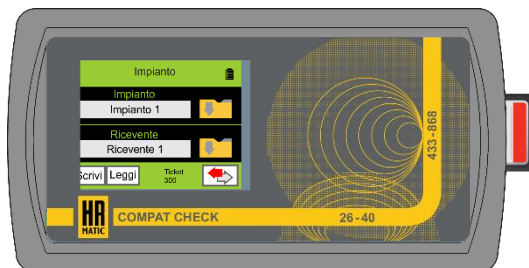 Impianto
Impianto
Impianto 1
Ricevente
Ricevente 1
Scrivi Leggi Ticket
300
433-868
HR
MATIC
COMPAT CHECK 26-40